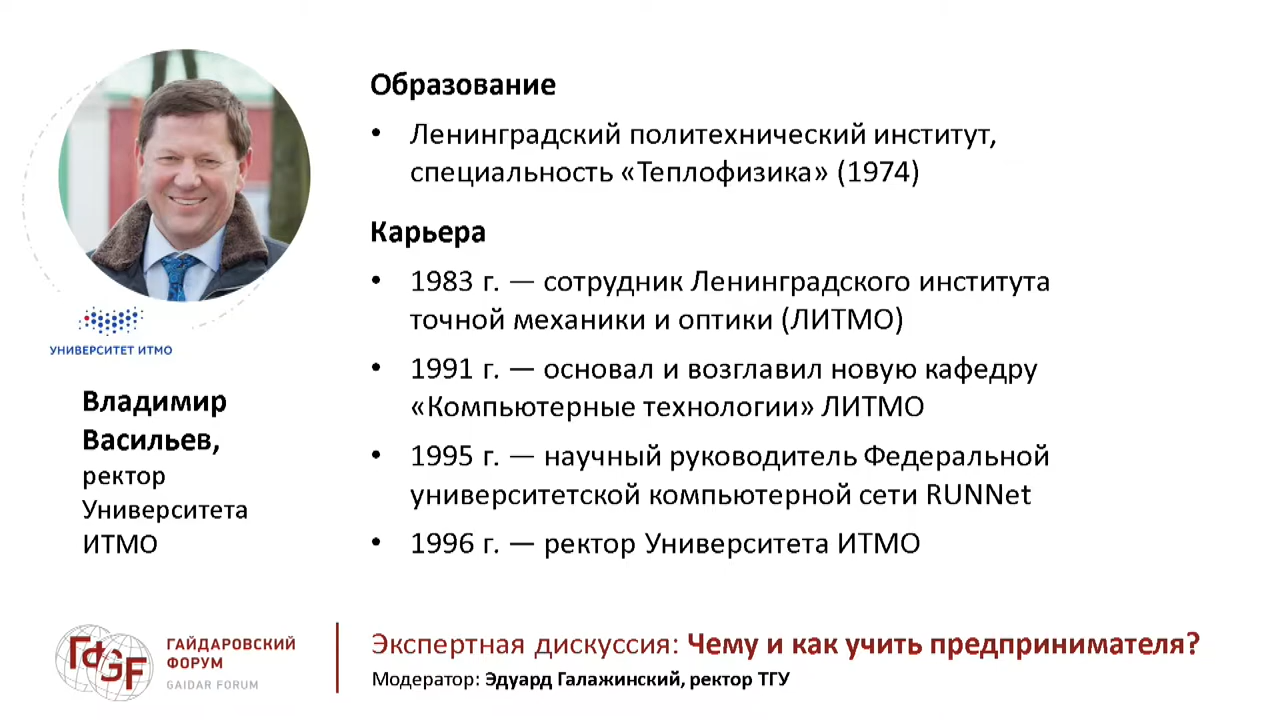 УНИВЕРСИТЕТ ИТМО
Владимир
Васильев,
ректор
Университета
ИТМО
Образование
• Ленинградский политехнический институт,
специальность «Теплофизика» (1974)
Карьера
• 1983 г. — сотрудник Ленинградского института
точной механики и оптики (ЛИТМО)
• 1991 г. — основал и возглавил новую кафедру
«Компьютерные технологии» ЛИТМО
• 1995 г. — научный руководитель Федеральной
университетской компьютерной сети RUNNet
• 1996 г. — ректор Университета ИТМО
ГФGF
ГАЙДАРОВСКИЙ
ФОРУМ
GAIDAR FORUM
Экспертная дискуссия: Чему и как учить предпринимателя?
Модератор: Эдуард Галажинский, ректор ТГУ